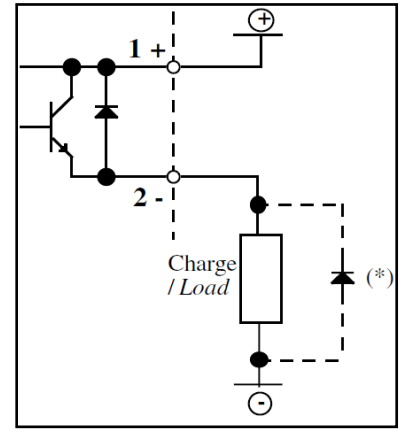 +
1 +
2 -
Charge
/ Load
(*)
-